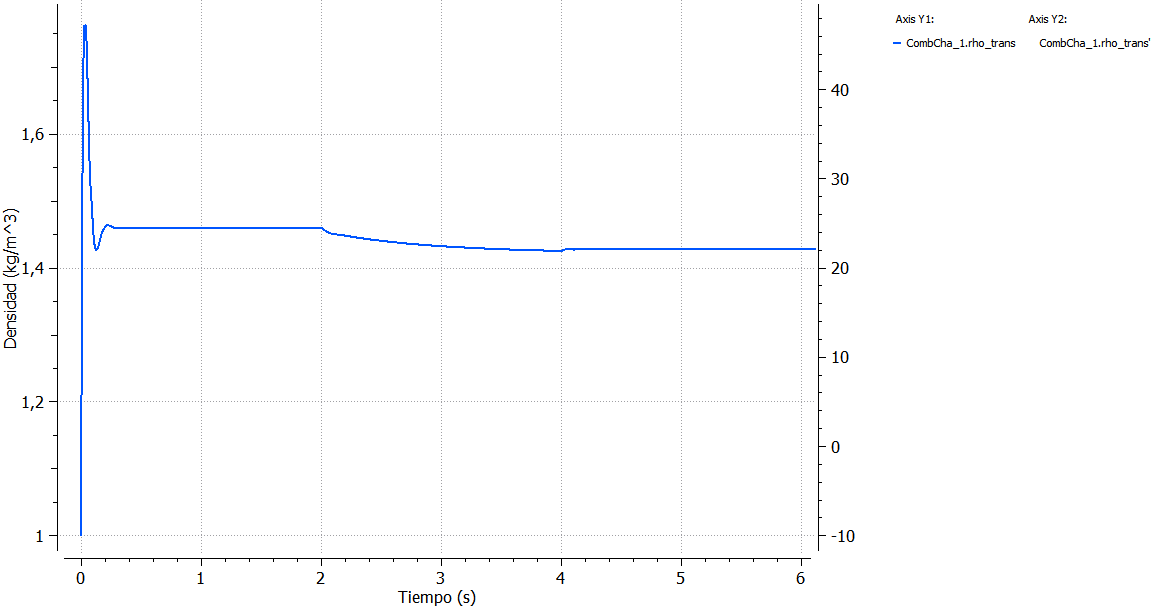 Axis Y1:
Axis Y2:
CombCha_1.rho_trans
CombCha_1.rho_trans'
Densidad (kg/m^3)
1,6
1,4
1,2
1
40
30
20
10
0
-10
0
1
2
3
4
5
6
Tiempo (s)